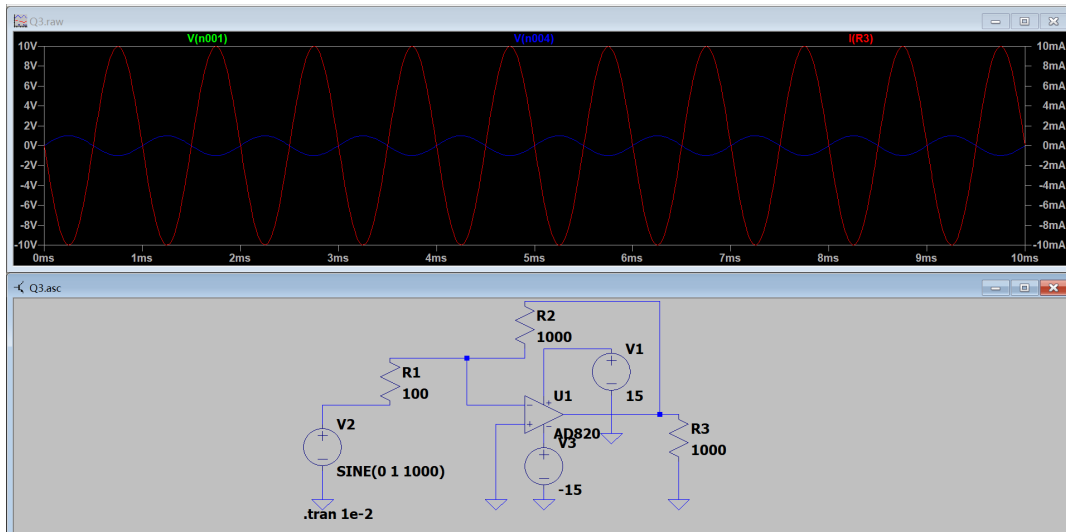 Q3.raw
V(n001) V(n004) I(R3)
10V 10mA
8V 8mA
6V 6mA
4V 4mA
2V 2mA
0V 0mA
-2V -2mA
-4V -4mA
-6V -6mA
-8V -8mA
-10V -10mA
0ms 1ms 2ms 3ms 4ms 5ms 6ms 7ms 8ms 9ms 10ms
Q3.asc
R2
1000
V1
15
R1
100
U1
AD820
V2
SINE(0 1 1000)
V3
-15
R3
1000
.tran 1e-2